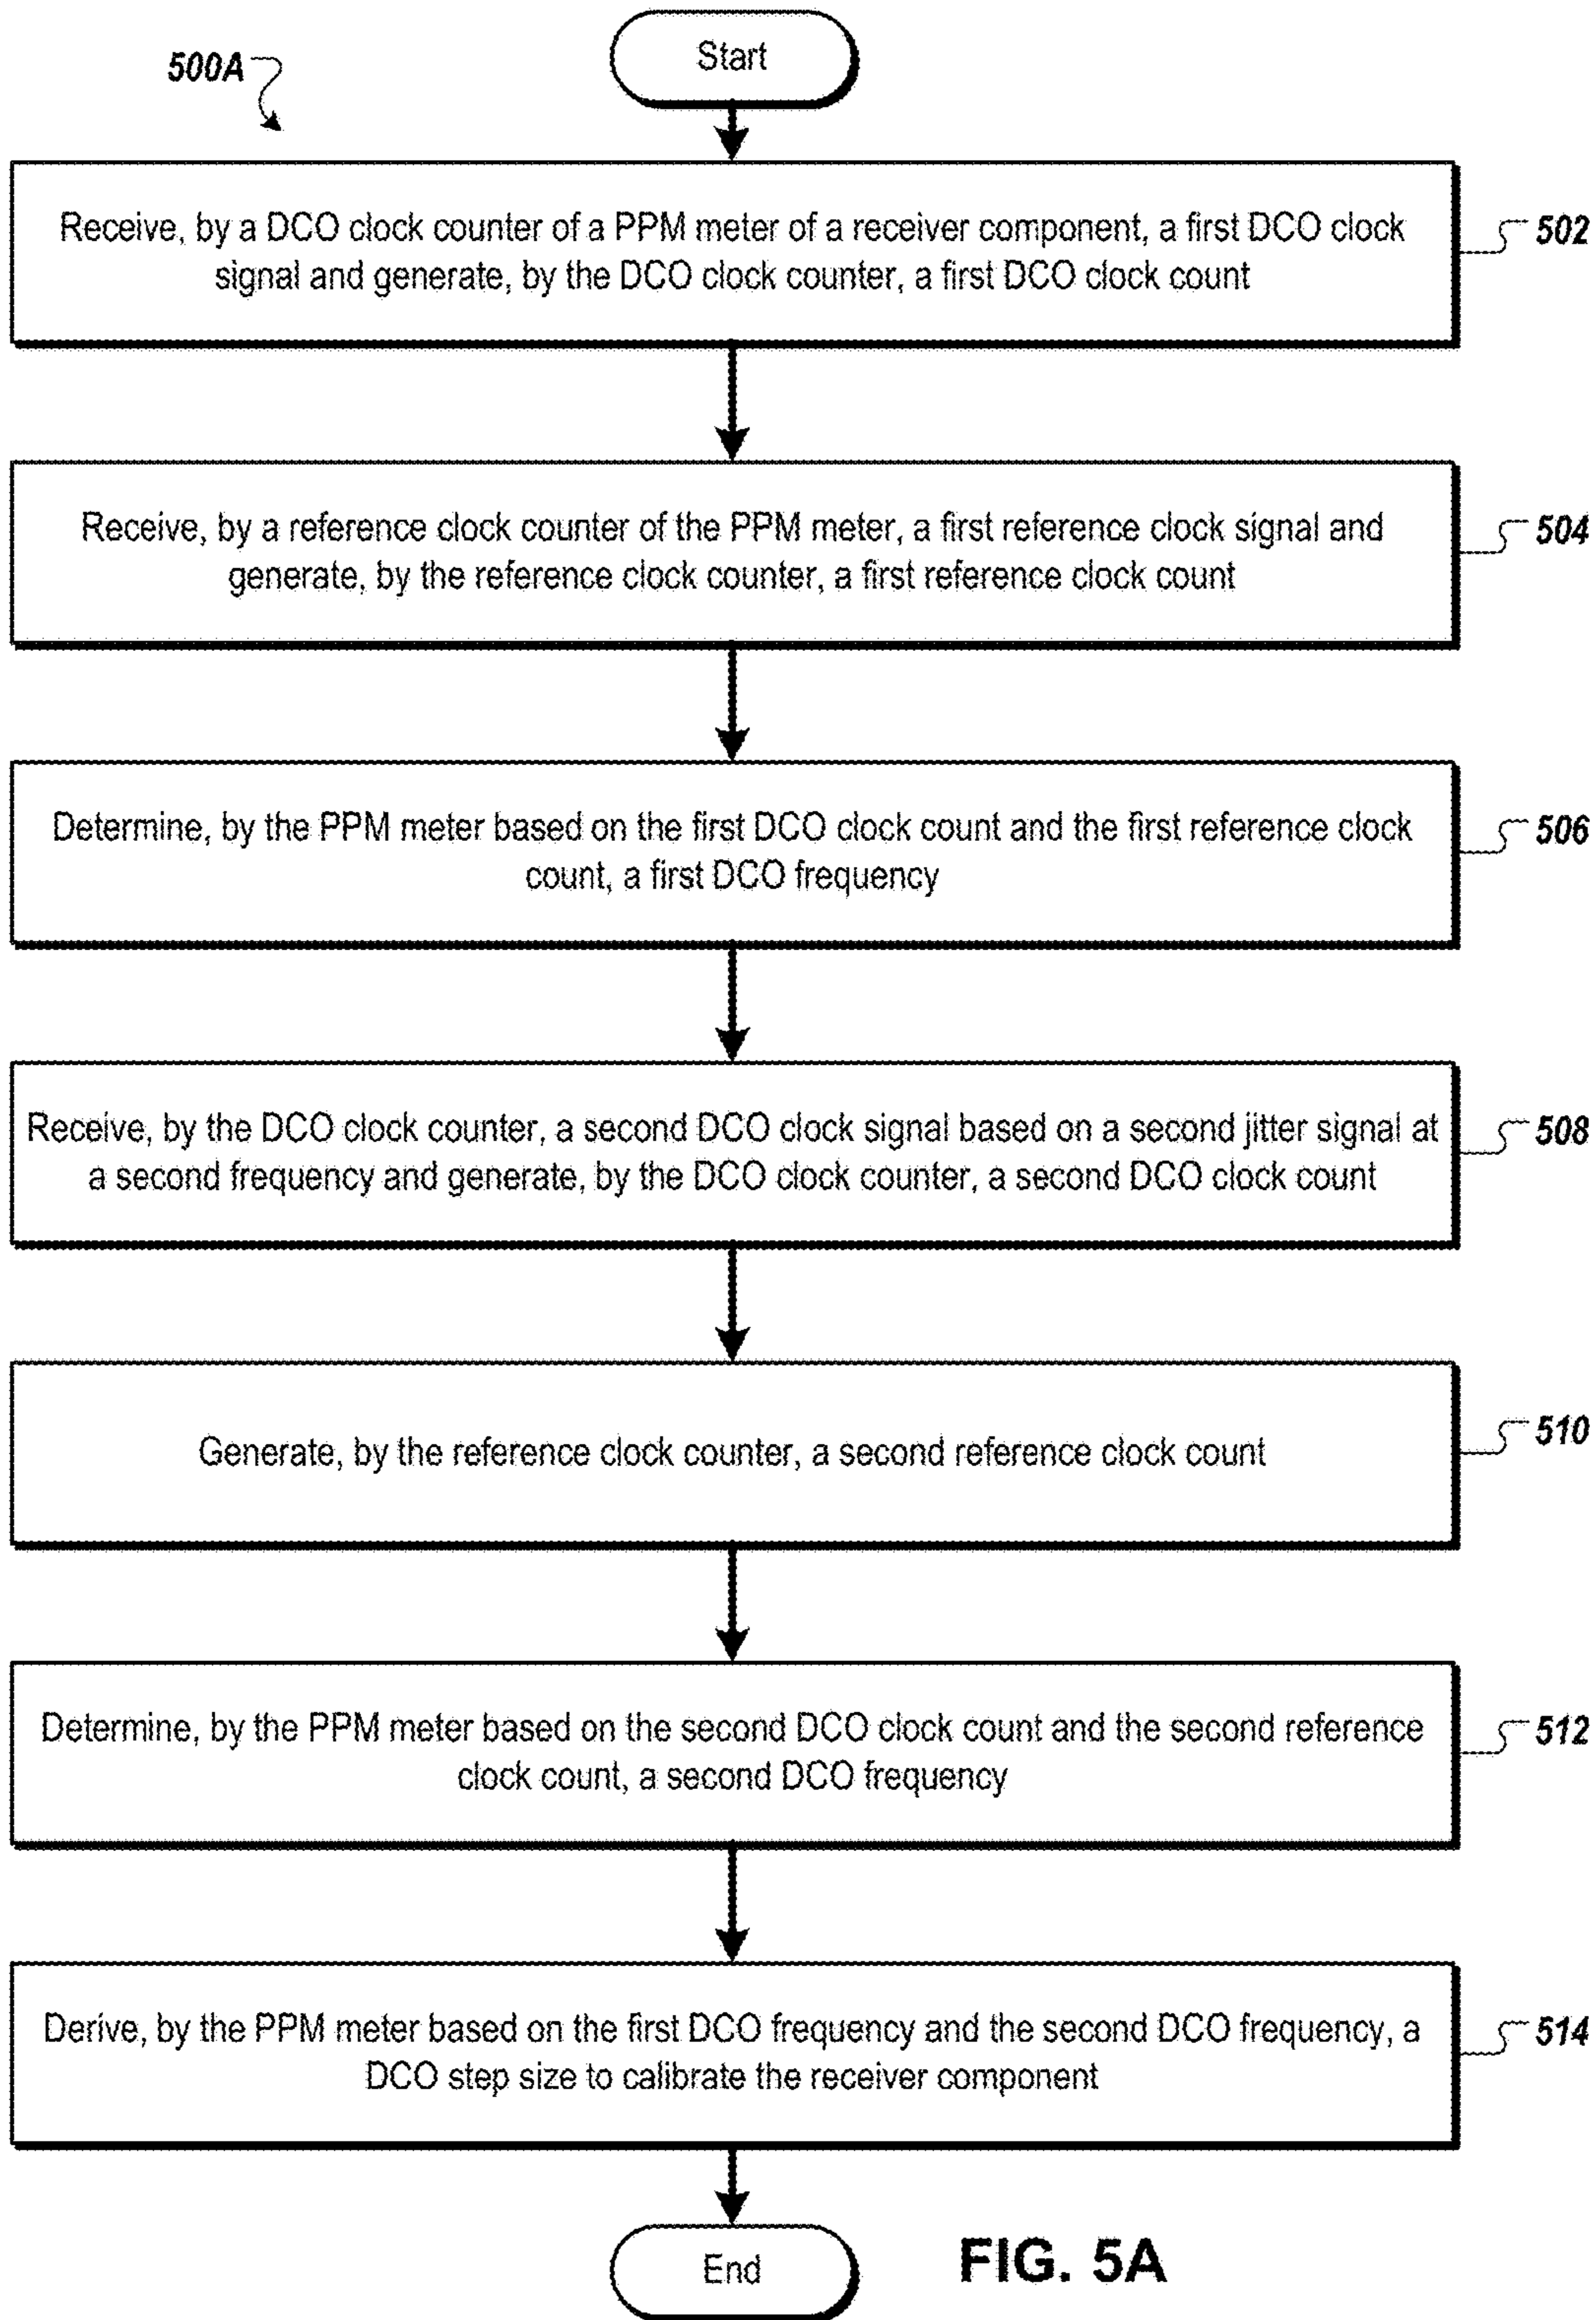 500A
Start
Receive, by a DCO clock counter of a PPM meter of a receiver component, a first DCO clock
signal and generate, by the DCO clock counter, a first DCO clock count
502
Receive, by a reference clock counter of the PPM meter, a first reference clock signal and
generate, by the reference clock counter, a first reference clock count
504
Determine, by the PPM meter based on the first DCO clock count and the first reference clock
count, a first DCO frequency
506
Receive, by the DCO clock counter, a second DCO clock signal based on a second jitter signal at
a second frequency and generate, by the DCO clock counter, a second DCO clock count
508
Generate, by the reference clock counter, a second reference clock count
510
Determine, by the PPM meter based on the second DCO clock count and the second reference
clock count, a second DCO frequency
512
Derive, by the PPM meter based on the first DCO frequency and the second DCO frequency, a
DCO step size to calibrate the receiver component
514
End
FIG. 5A